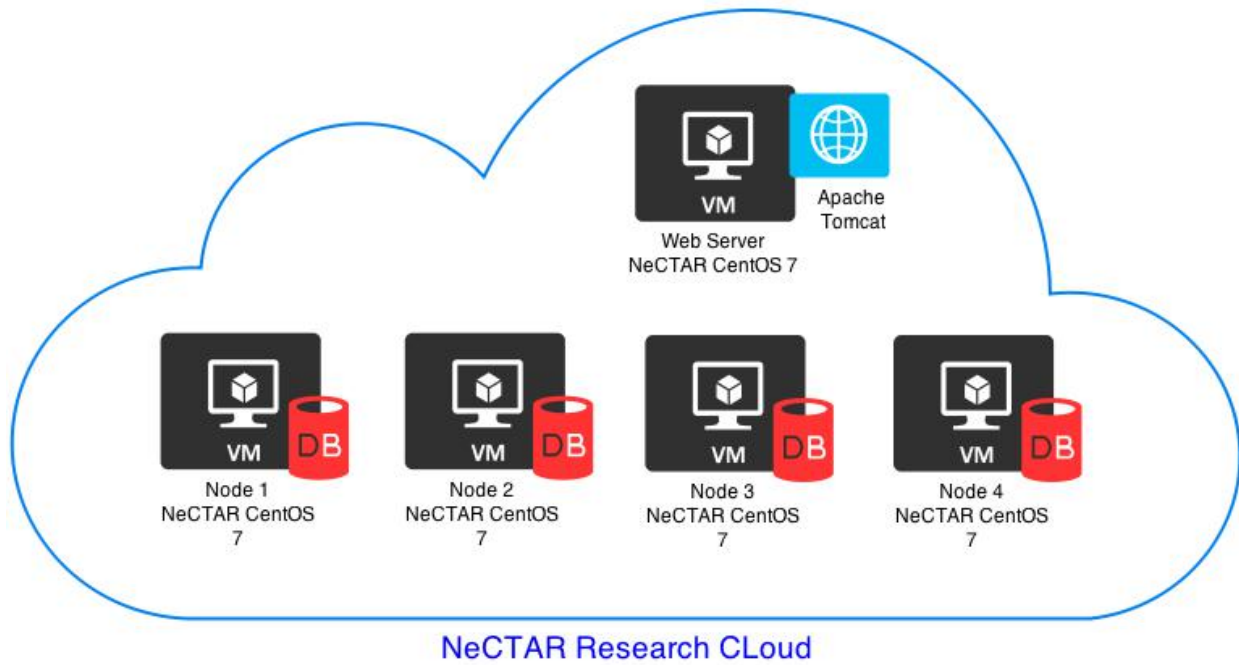 VM
Apache
Tomcat
Web Server
NeCTAR CentOS 7
VM
DB
Node 1
NeCTAR CentOS
7
VM
DB
Node 2
NeCTAR CentOS
7
VM
DB
Node 3
NeCTAR CentOS
7
VM
DB
Node 4
NeCTAR CentOS
7
NeCTAR Research CLoud